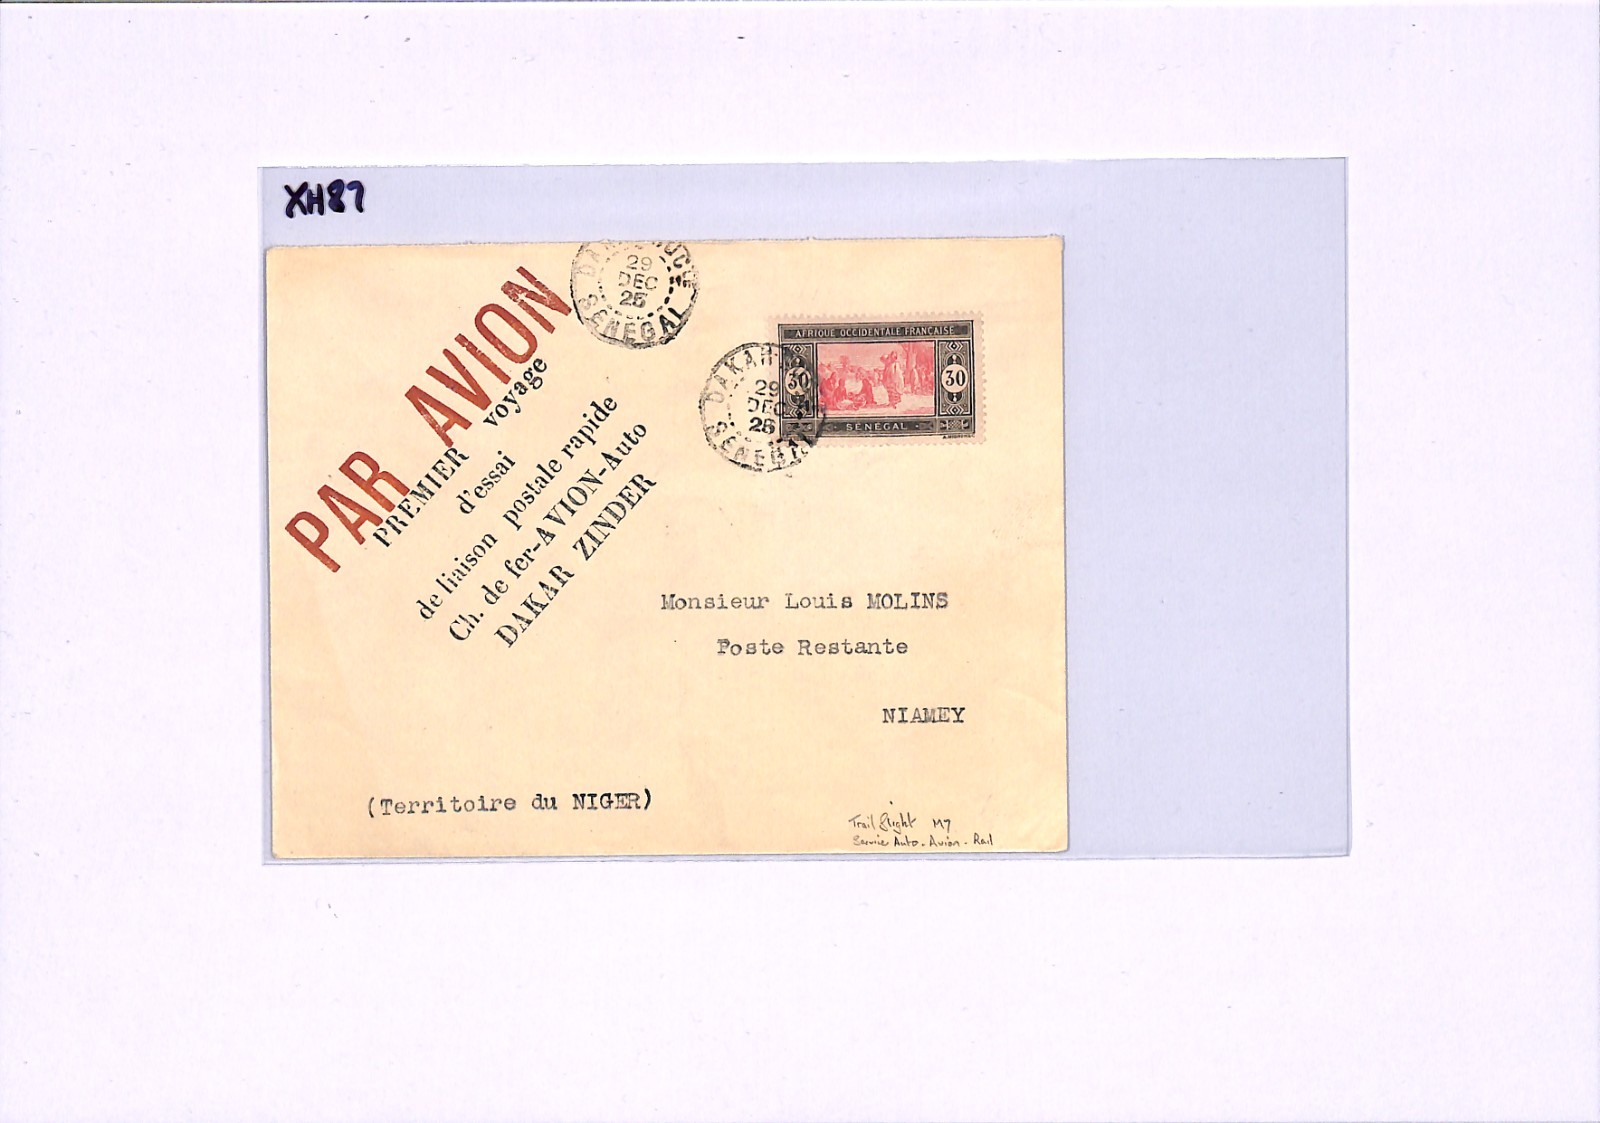 XH87
29
DEC
25
SENEGAL
PAR AVION
PREMIER voyage
d'essai
de liaison postale rapide
Ch. de fer-AVION-Auto
DAKAR ZINDER
AFRIQUE OCCIDENTALE FRANÇAISE
30 30
SÉNÉGAL
DAKAR
29
DEC
25
SENEGAL
Monsieur Louis MOLINS
Poste Restante
NIAMEY
(Territoire du NIGER)
Trail flight M7
Service Auto-Avion-Rail